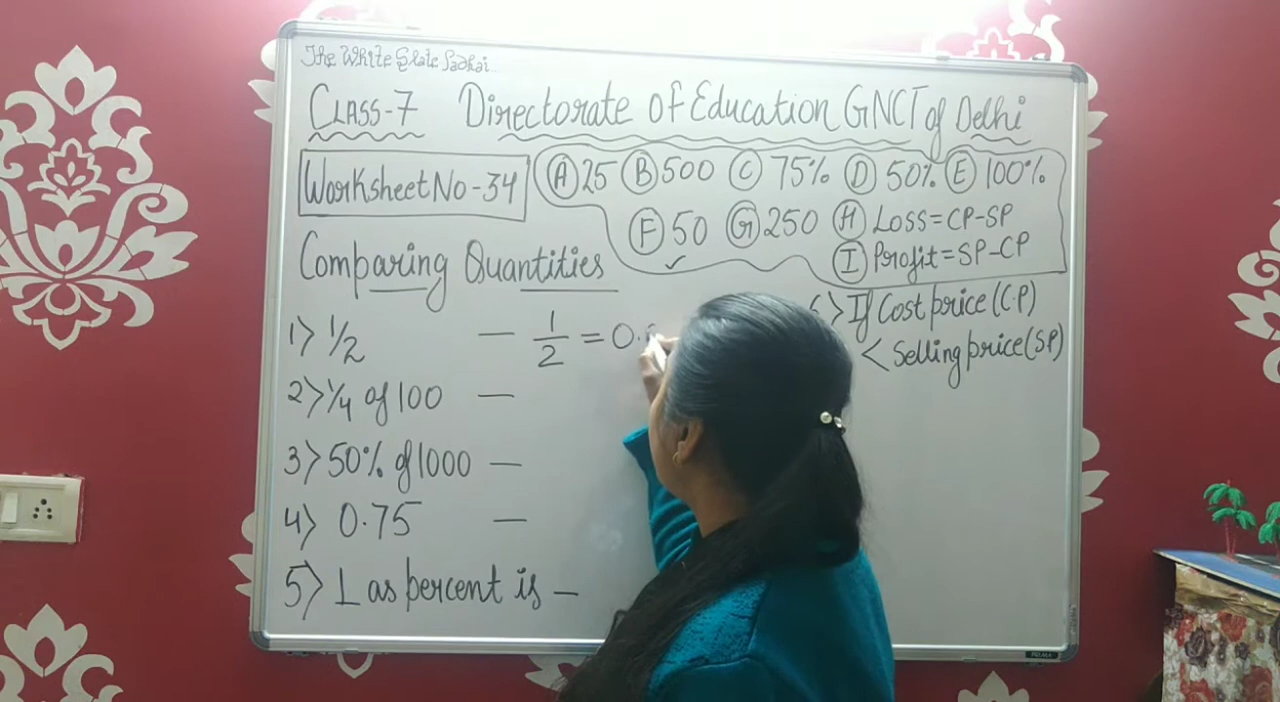 The White Slate Padhai
CLASS-7 Directorate of Education GNCT of Delhi
Worksheet No-34
(A) 25 (B) 500 (C) 75% (D) 50% (E) 100%
(F) 50 (G) 250 (H) Loss=CP-SP
(I) Profit=SP-CP
Comparing Quantities
1> 1/2 — 1/2 = 0.
2> 1/4 of 100 —
3> 50% of 1000 —
4> 0.75 —
5> 1 as percent is —
> If Cost price (C.P)
< Selling price (SP)